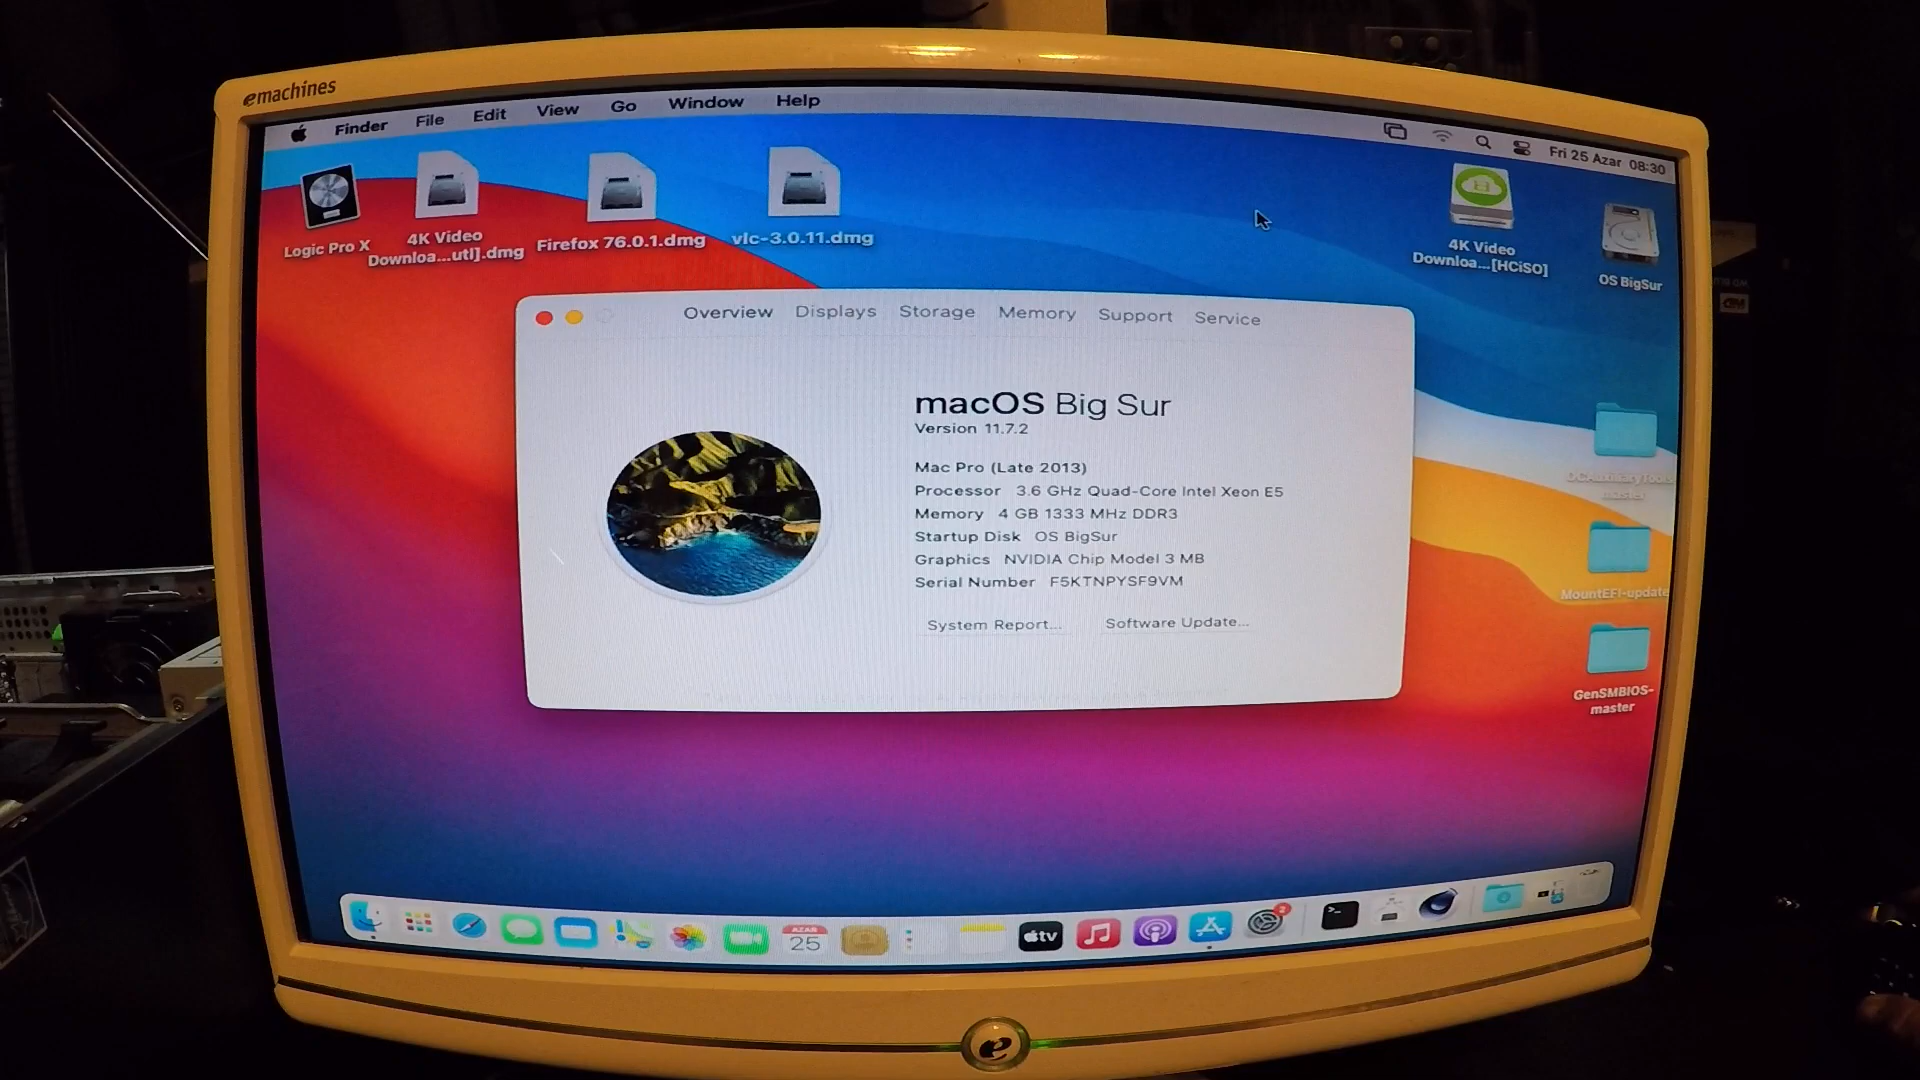 emachines
Finder File Edit View Go Window Help
Fri 25 Azar 08:30
Logic Pro X
4K Video
Downloa...utl].dmg
Firefox 76.0.1.dmg
vlc-3.0.11.dmg
4K Video
Downloa...[HCiSO]
OS BigSur
Overview Displays Storage Memory Support Service
macOS Big Sur
Version 11.7.2
Mac Pro (Late 2013)
Processor 3.6 GHz Quad-Core Intel Xeon E5
Memory 4 GB 1333 MHz DDR3
Startup Disk OS BigSur
Graphics NVIDIA Chip Model 3 MB
Serial Number F5KTNPYSF9VM
System Report... Software Update...
MountEFI-update
GenSMBIOS-
master
AZAR
25
tv
2
e